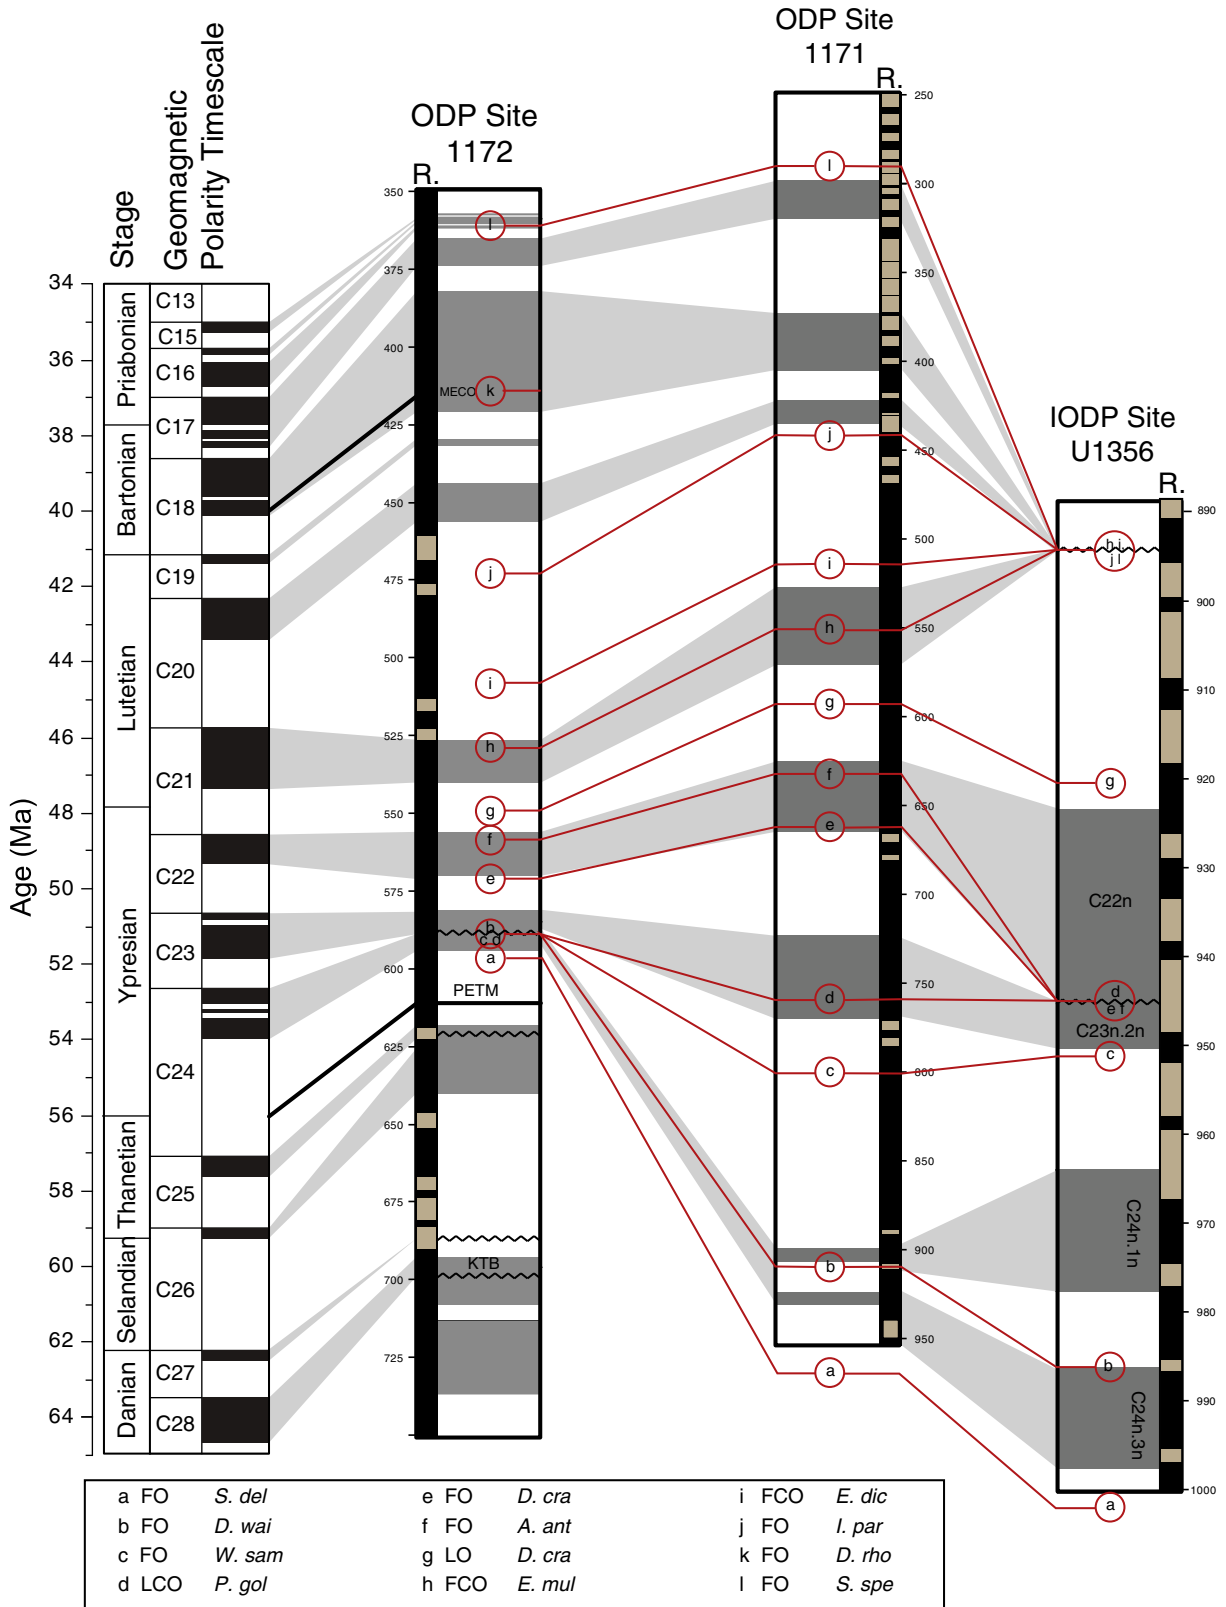 ODP Site
1171
R.
ODP Site
1172
R.
IODP Site
U1356
R.
Stage
Geomagnetic
Polarity Timescale
Age (Ma)
34
36
38
40
42
44
46
48
50
52
54
56
58
60
62
64
Priabonian
Bartonian
Lutetian
Ypresian
Thanetian
Selandian
Danian
C13
C15
C16
C17
C18
C19
C20
C21
C22
C23
C24
C25
C26
C27
C28
350
375
400
425
450
475
500
525
550
575
600
625
650
675
700
725
l
MECO
k
j
i
h
g
f
e
b
c d
a
PETM
KTB
250
300
350
400
450
500
550
600
650
700
750
800
850
900
950
l
j
i
h
g
f
e
d
c
b
a
890
900
910
920
930
940
950
960
970
980
990
1000
h i
j l
g
C22n
d
e f
C23n.2n
c
C24n.1n
b
C24n.3n
a
a FO S. del
b FO D. wai
c FO W. sam
d LCO P. gol
e FO D. cra
f FO A. ant
g LO D. cra
h FCO E. mul
i FCO E. dic
j FO I. par
k FO D. rho
l FO S. spe